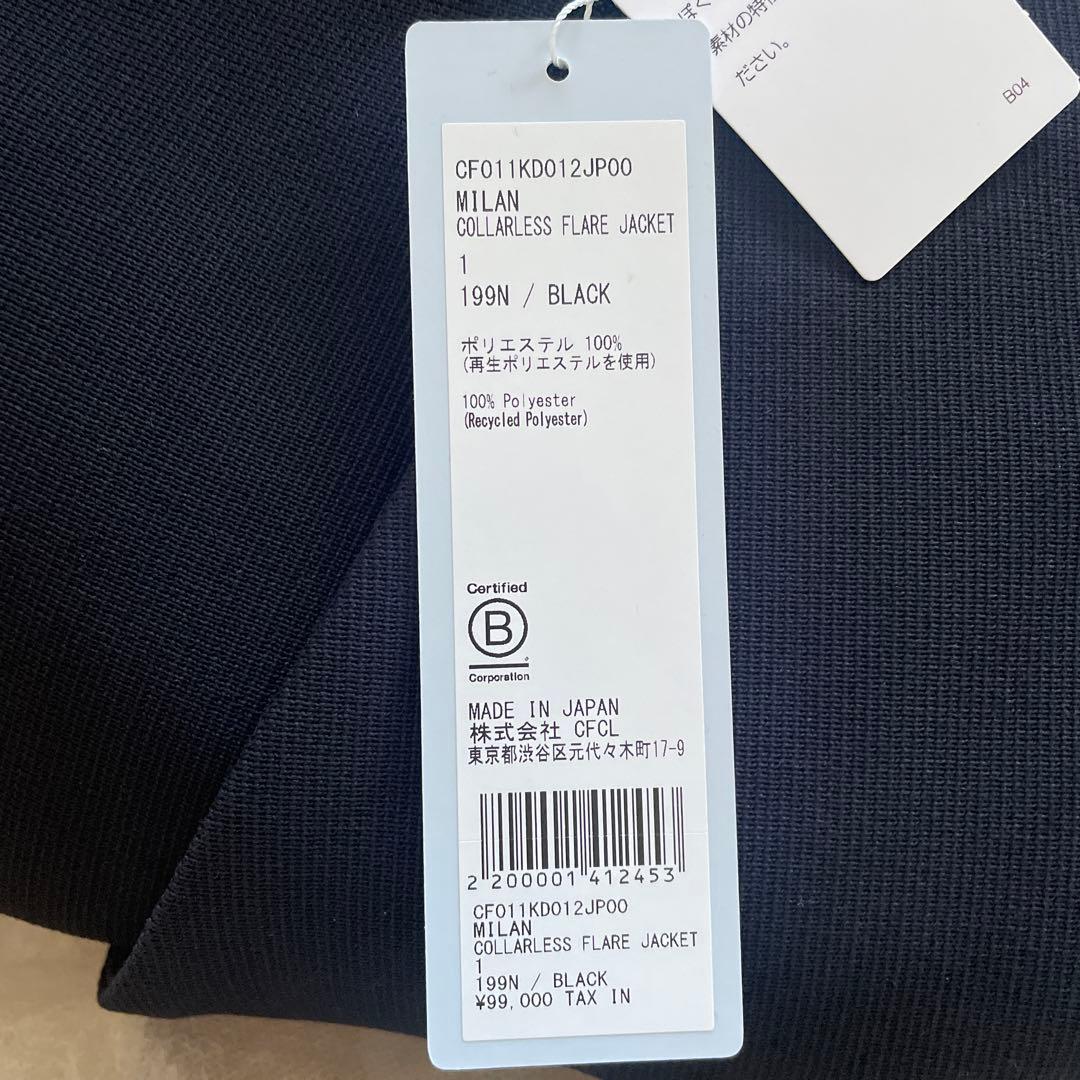 ぽく
素材の特
ださい。
B04
CF011KD012JP00
MILAN
COLLARLESS FLARE JACKET
1
199N / BLACK
ポリエステル 100%
(再生ポリエステルを使用)
100% Polyester
(Recycled Polyester)
Certified
B
Corporation
MADE IN JAPAN
株式会社 CFCL
東京都渋谷区元代々木町17-9
2 200001 412453
CF011KD012JP00
MILAN
COLLARLESS FLARE JACKET
1
199N / BLACK
¥99,000 TAX IN